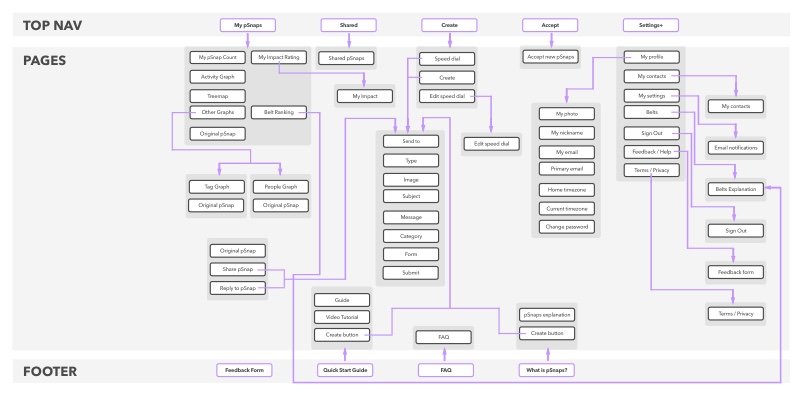 TOP NAV
My pSnaps
Shared
Create
Accept
Settings+
PAGES
My pSnap Count
My Impact Rating
Activity Graph
Treemap
Other Graphs
Belt Ranking
Original pSnap
Tag Graph
People Graph
Original pSnap
Original pSnap
Original pSnap
Share pSnap
Reply to pSnap
Shared pSnaps
My Impact
Speed dial
Create
Edit speed dial
Edit speed dial
Send to
Type
Image
Subject
Message
Category
Form
Submit
Guide
Video Tutorial
Create button
FAQ
pSnaps explanation
Create button
Accept new pSnaps
My photo
My nickname
My email
Primary email
Home timezone
Current timezone
Change password
My profile
My contacts
My settings
Belts
Sign Out
Feedback / Help
Terms / Privacy
My contacts
Email notifications
Belts Explanation
Sign Out
Feedback form
Terms / Privacy
FOOTER
Feedback Form
Quick Start Guide
FAQ
What is pSnaps?